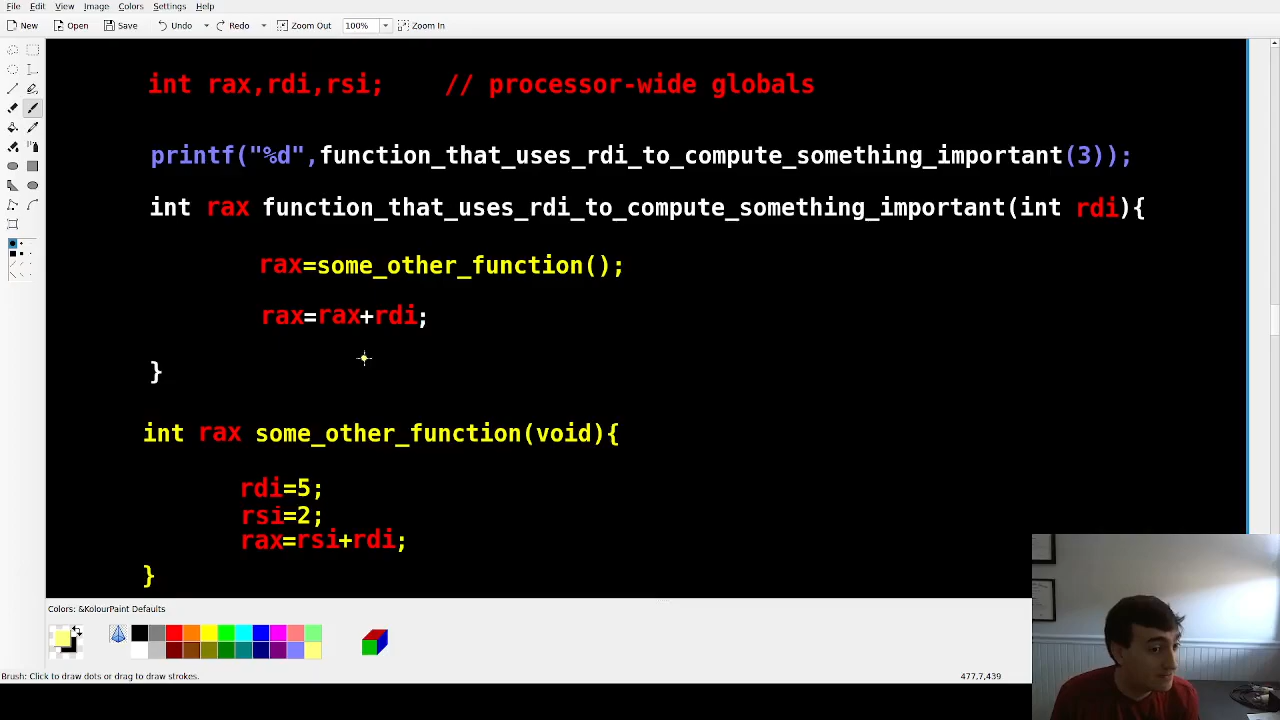 File Edit View Image Colors Settings Help
New Open Save Undo Redo Zoom Out 100% Zoom In
int rax,rdi,rsi; // processor-wide globals
printf("%d",function_that_uses_rdi_to_compute_something_important(3));
int rax function_that_uses_rdi_to_compute_something_important(int rdi){
rax=some_other_function();
rax=rax+rdi;
}
int rax some_other_function(void){
rdi=5;
rsi=2;
rax=rsi+rdi;
}
Colors: &KolourPaint Defaults
Brush: Click to draw dots or drag to draw strokes.
477,7,439